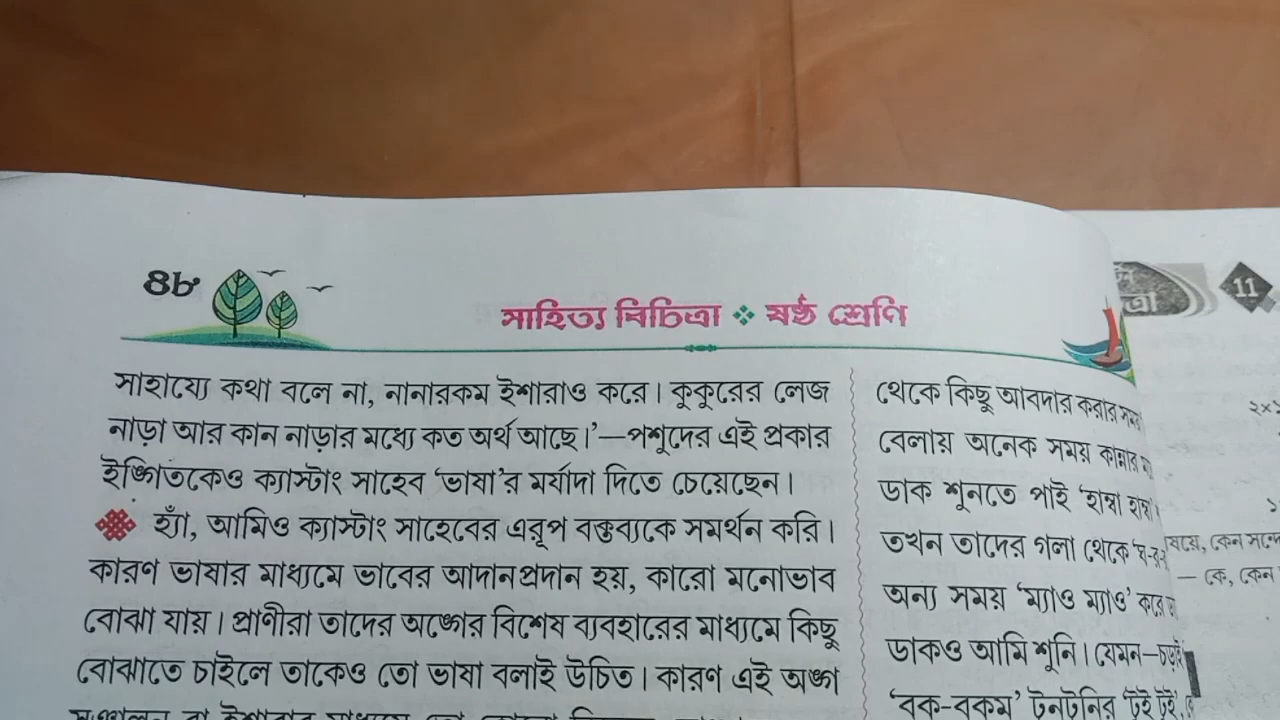 ৪৮
সাহিত্য বিচিত্রা ❖ ষষ্ঠ শ্রেণি
সাহায্যে কথা বলে না, নানারকম ইশারাও করে। কুকুরের লেজ
নাড়া আর কান নাড়ার মধ্যে কত অর্থ আছে।’—পশুদের এই প্রকার
ইঙ্গিতকেও ক্যাস্টাং সাহেব ‘ভাষা’র মর্যাদা দিতে চেয়েছেন।
হ্যাঁ, আমিও ক্যাস্টাং সাহেবের এরূপ বক্তব্যকে সমর্থন করি।
কারণ ভাষার মাধ্যমে ভাবের আদানপ্রদান হয়, কারো মনোভাব
বোঝা যায়। প্রাণীরা তাদের অঙ্গের বিশেষ ব্যবহারের মাধ্যমে কিছু
বোঝাতে চাইলে তাকেও তো ভাষা বলাই উচিত। কারণ এই অঙ্গ
থেকে কিছু আবদার করার
বেলায় অনেক সময় কান্নার
ডাক শুনতে পাই ‘হাম্বা হাম্বা’
তখন তাদের গলা থেকে
অন্য সময় ‘ম্যাও ম্যাও’ করে
ডাকও আমি শুনি। যেমন—চড়াই
‘বক-বকম’ টুনটুনির ‘টুই টুই’
11
কেন
— কে, কেন